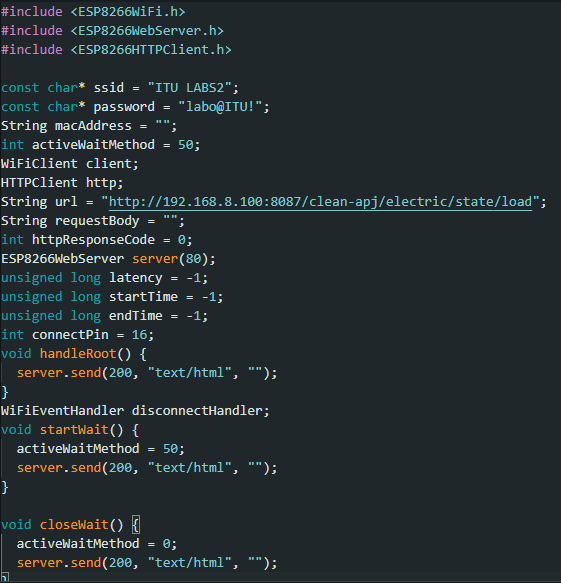 #include <ESP8266WiFi.h>
#include <ESP8266WebServer.h>
#include <ESP8266HTTPClient.h>

const char* ssid = "ITU LABS2";
const char* password = "labo@ITU!";
String macAddress = "";
int activeWaitMethod = 50;
WiFiClient client;
HTTPClient http;
String url = "http://192.168.8.100:8087/clean-apj/electric/state/load";
String requestBody = "";
int httpResponseCode = 0;
ESP8266WebServer server(80);
unsigned long latency = -1;
unsigned long startTime = -1;
unsigned long endTime = -1;
int connectPin = 16;
void handleRoot() {
  server.send(200, "text/html", "");
}
WiFiEventHandler disconnectHandler;
void startWait() {
  activeWaitMethod = 50;
  server.send(200, "text/html", "");
}

void closeWait() {
  activeWaitMethod = 0;
  server.send(200, "text/html", "");
}